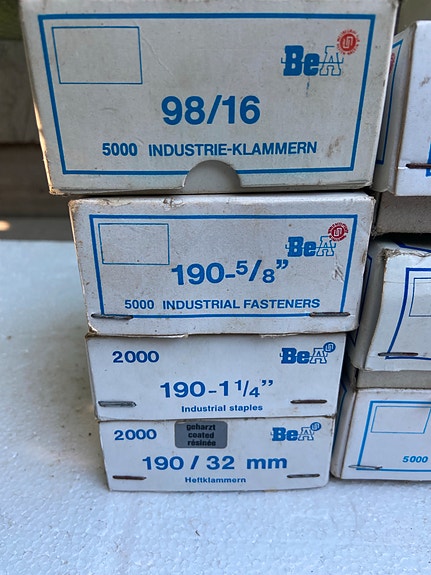 BeA
98/16
5000 INDUSTRIE-KLAMMERN
BeA
190-5/8"
5000 INDUSTRIAL FASTENERS
2000 BeA
190-1 1/4"
Industrial staples
2000 geharzt
coated
résinés
BeA
190 / 32 mm
Heftklammern
5000